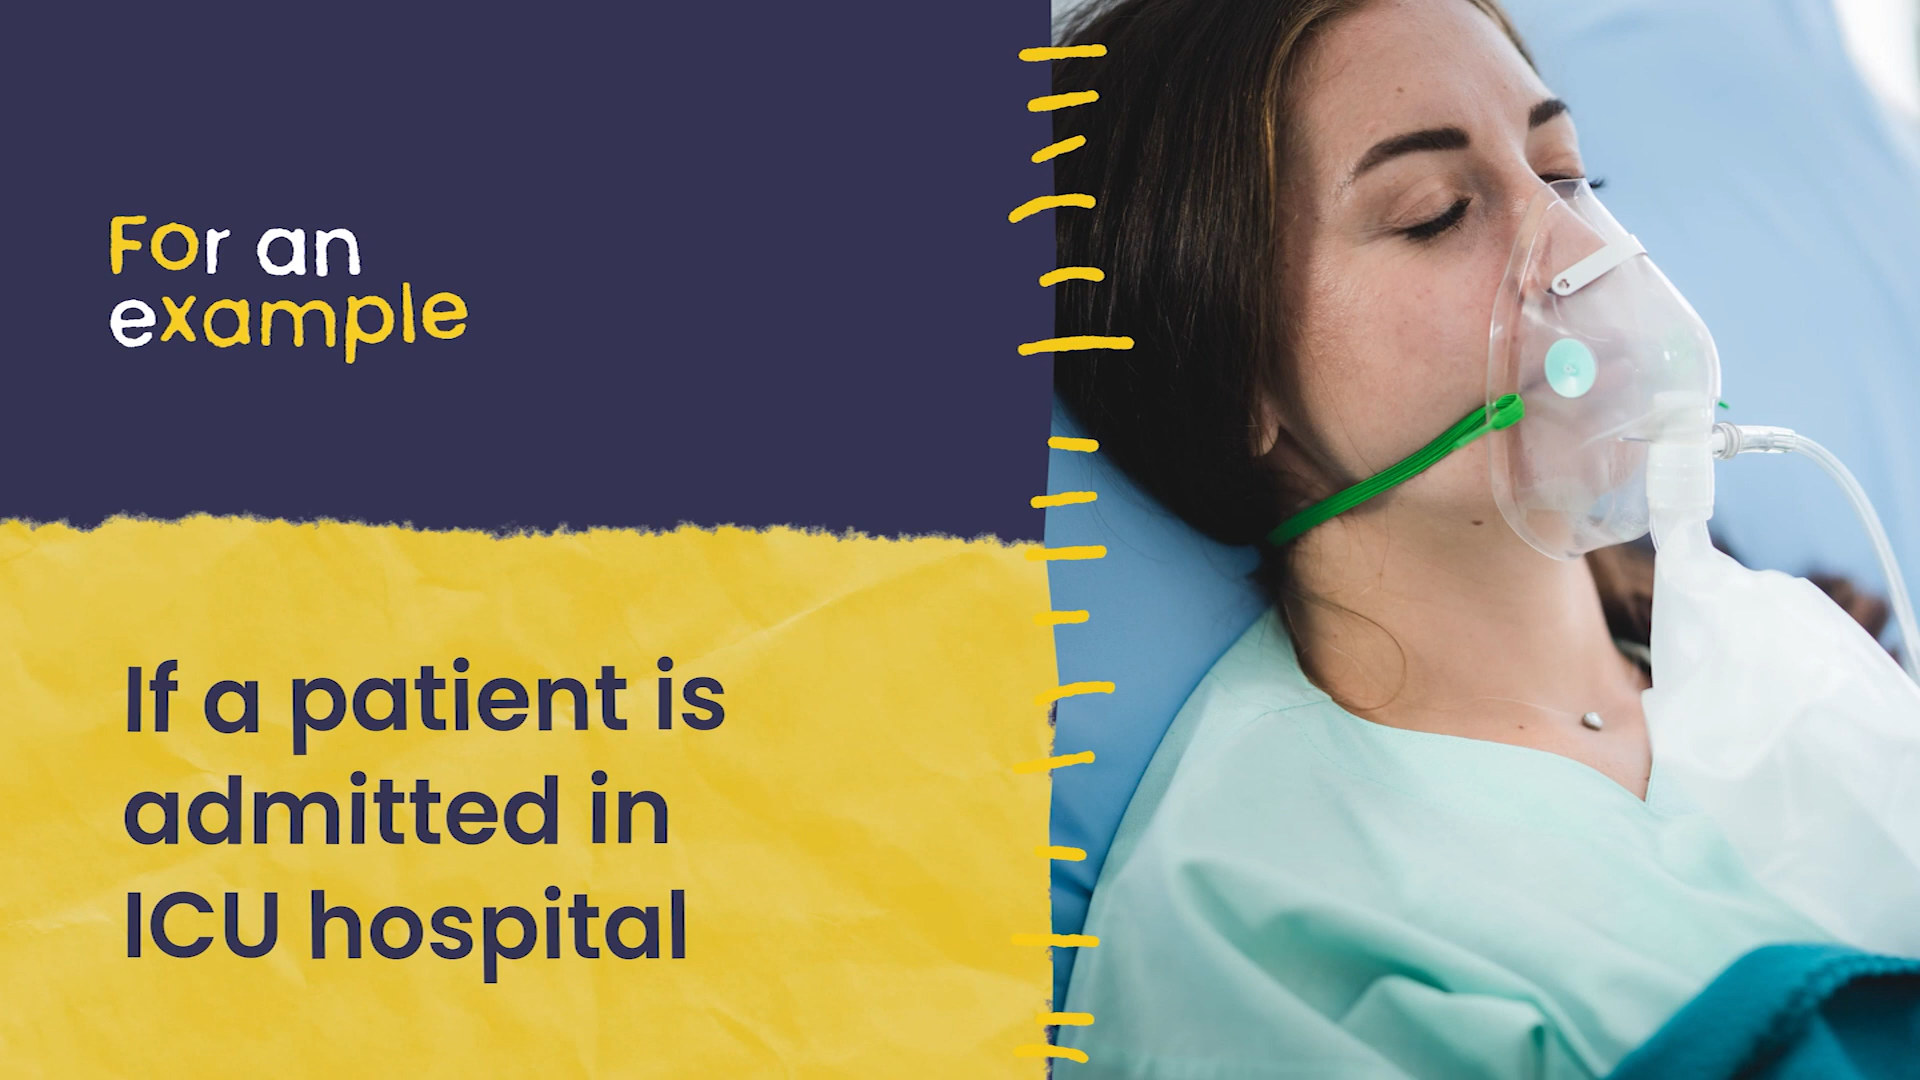 For an
example
If a patient is
admitted in
ICU hospital